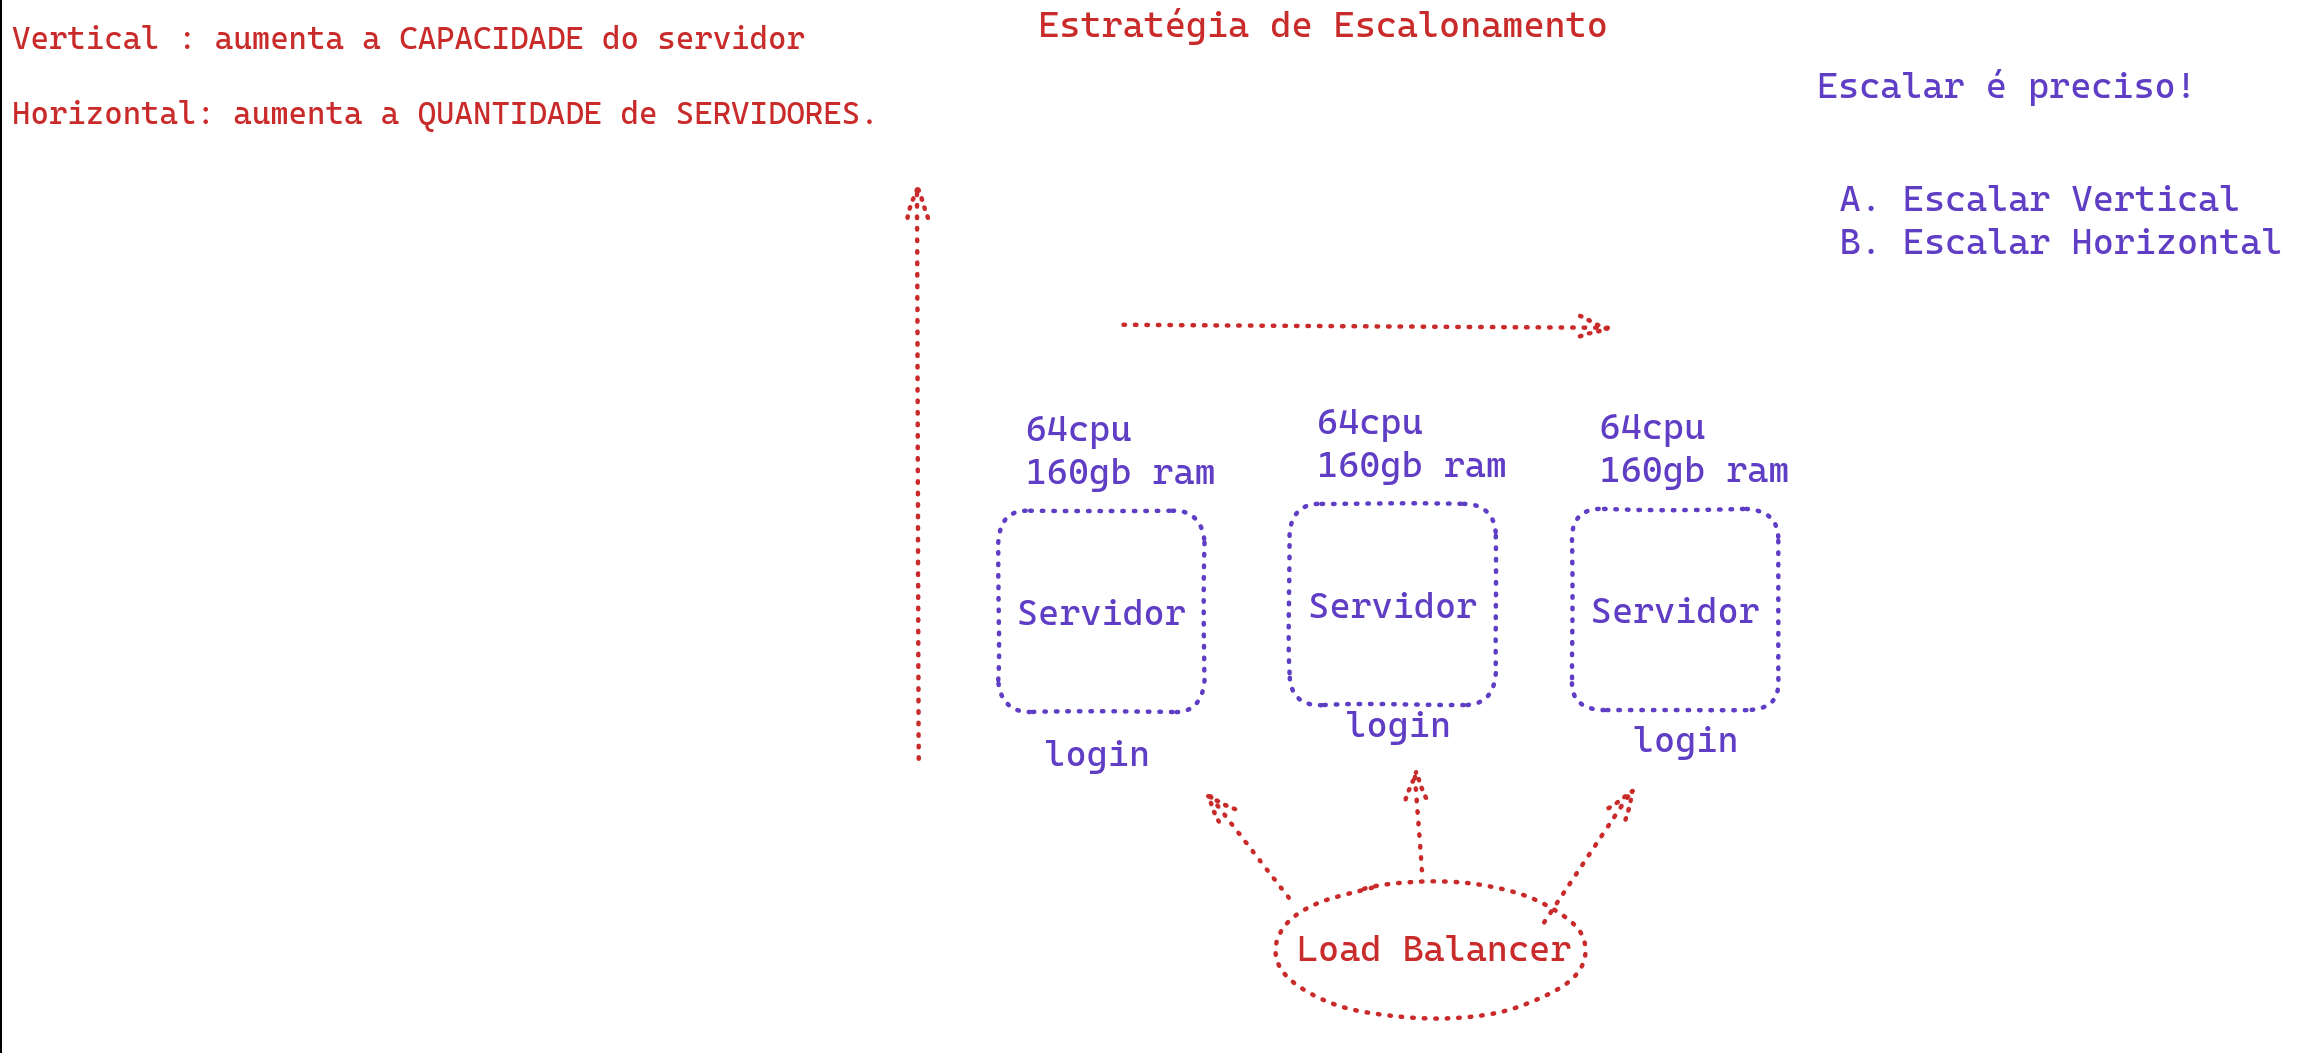 Vertical : aumenta a CAPACIDADE do servidor
Horizontal: aumenta a QUANTIDADE de SERVIDORES.
Estratégia de Escalonamento
Escalar é preciso!
A. Escalar Vertical
B. Escalar Horizontal
64cpu
160gb ram
Servidor
login
64cpu
160gb ram
Servidor
login
64cpu
160gb ram
Servidor
login
Load Balancer